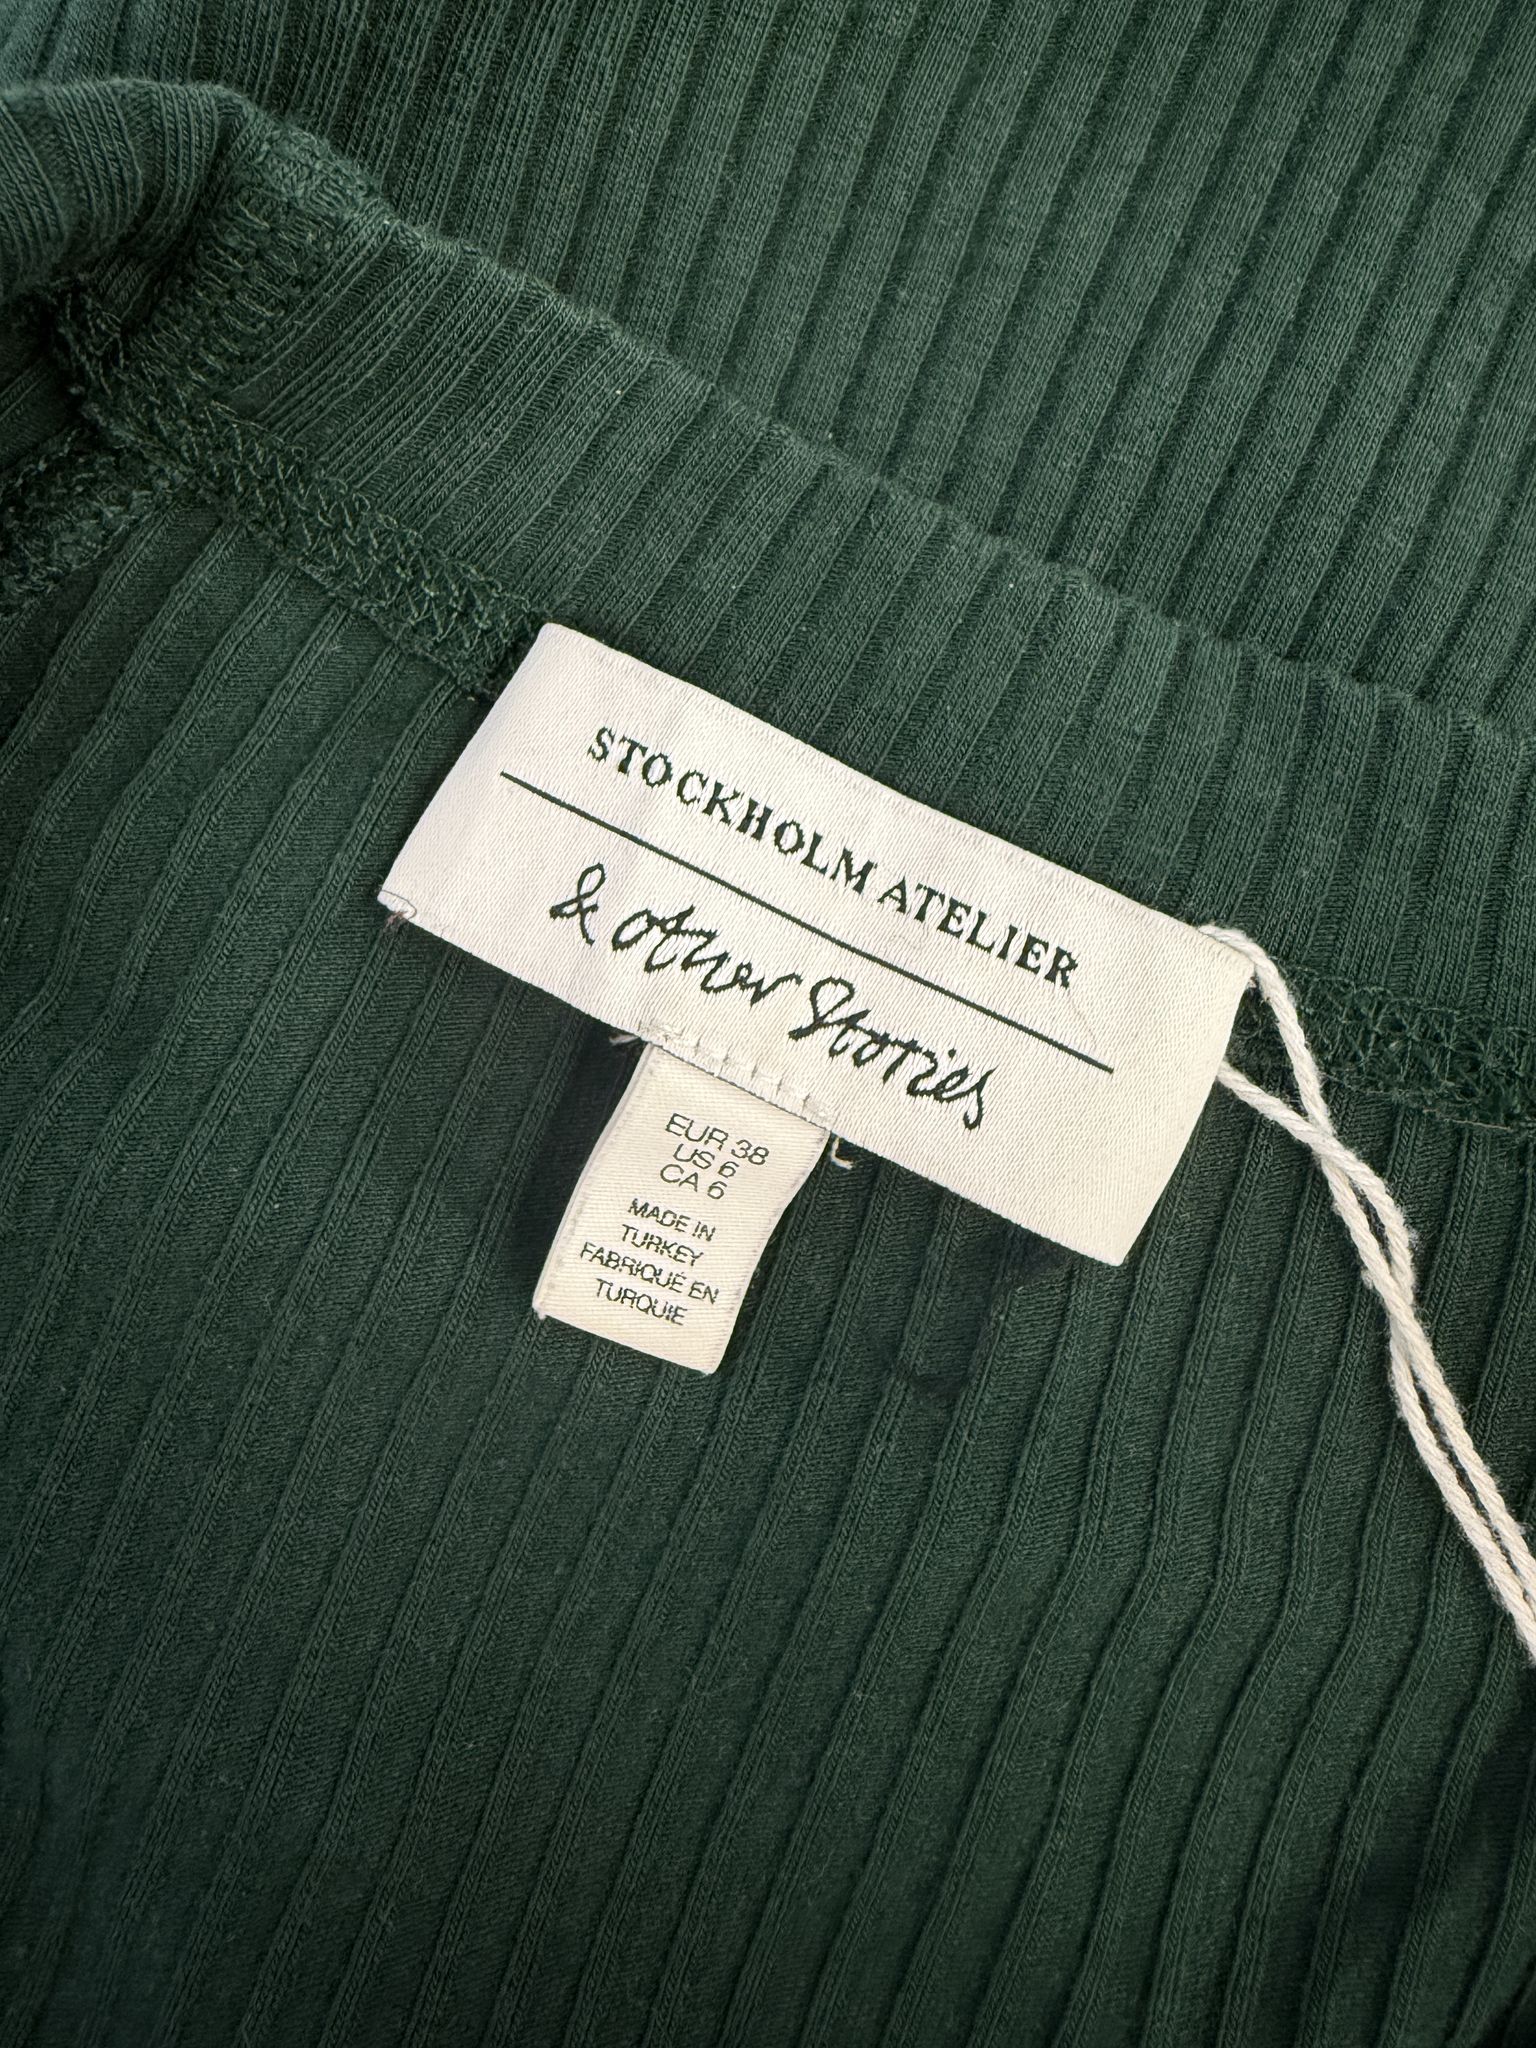 STOCKHOLM ATELIER
& Other Stories
EUR 38
US 6
CA 6
MADE IN
TURKEY
FABRIQUÉ EN
TURQUIE